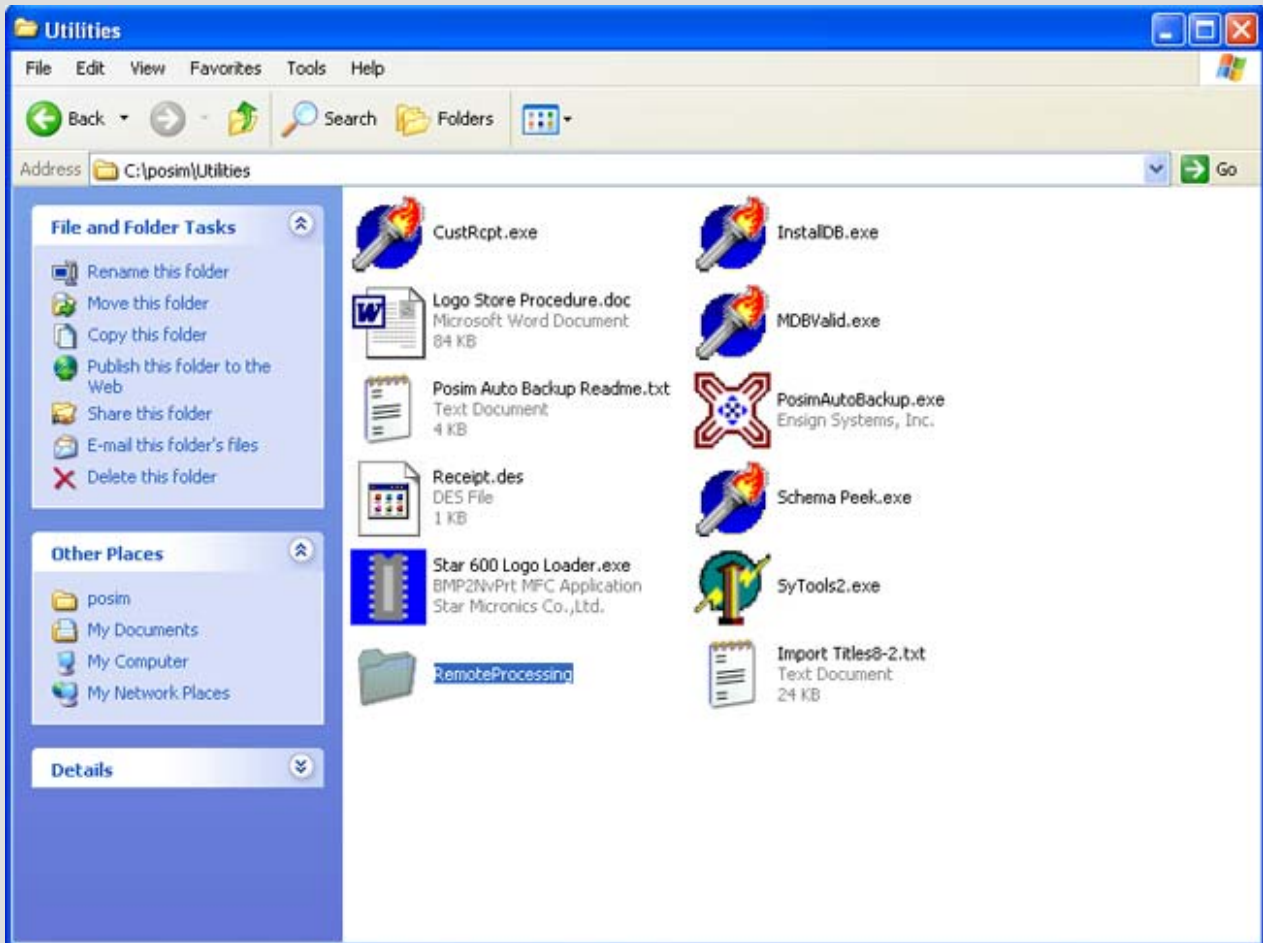 Utilities
File Edit View Favorites Tools Help
Back Search Folders
Address C:\posim\Utilities Go
File and Folder Tasks
Rename this folder
Move this folder
Copy this folder
Publish this folder to the
Web
Share this folder
E-mail this folder's files
Delete this folder
Other Places
posim
My Documents
My Computer
My Network Places
Details
CustRcpt.exe
InstallDB.exe
Logo Store Procedure.doc
Microsoft Word Document
84 KB
MDBValid.exe
Posim Auto Backup Readme.txt
Text Document
4 KB
PosimAutoBackup.exe
Ensign Systems, Inc.
Receipt.des
DES File
1 KB
Schema Peek.exe
Star 600 Logo Loader.exe
BMP2NvPrt MFC Application
Star Micronics Co.,Ltd.
SyTools2.exe
RemoteProcessing
Import Titles8-2.txt
Text Document
24 KB